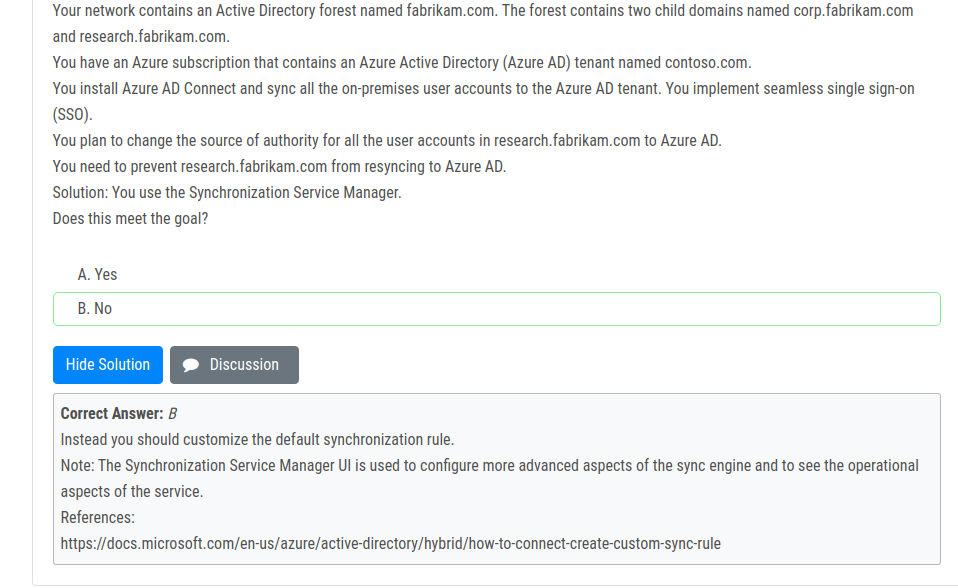 Your network contains an Active Directory forest named fabrikam.com. The forest contains two child domains named corp.fabrikam.com
and research.fabrikam.com.
You have an Azure subscription that contains an Azure Active Directory (Azure AD) tenant named contoso.com.
You install Azure AD Connect and sync all the on-premises user accounts to the Azure AD tenant. You implement seamless single sign-on
(SSO).
You plan to change the source of authority for all the user accounts in research.fabrikam.com to Azure AD.
You need to prevent research.fabrikam.com from resyncing to Azure AD.
Solution: You use the Synchronization Service Manager.
Does this meet the goal?
A. Yes
B. No
Hide Solution Discussion
Correct Answer: B
Instead you should customize the default synchronization rule.
Note: The Synchronization Service Manager UI is used to configure more advanced aspects of the sync engine and to see the operational
aspects of the service.
References:
https://docs.microsoft.com/en-us/azure/active-directory/hybrid/how-to-connect-create-custom-sync-rule